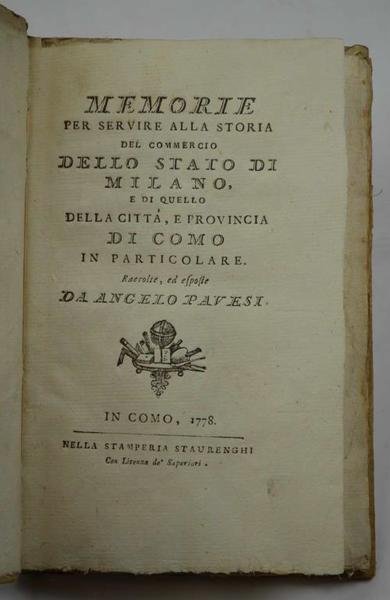 MEMORIE
PER SERVIRE ALLA STORIA
DEL COMMERCIO
DELLO STATO DI
MILANO,
E DI QUELLO
DELLA CITTÁ, E PROVINCIA
DI COMO
IN PARTICOLARE.
Raccolte, ed esposte
DA ANGELO PAVESI.
IN COMO, 1778.
NELLA STAMPERIA STAURENGHI
Con Licenza de' Superiori.